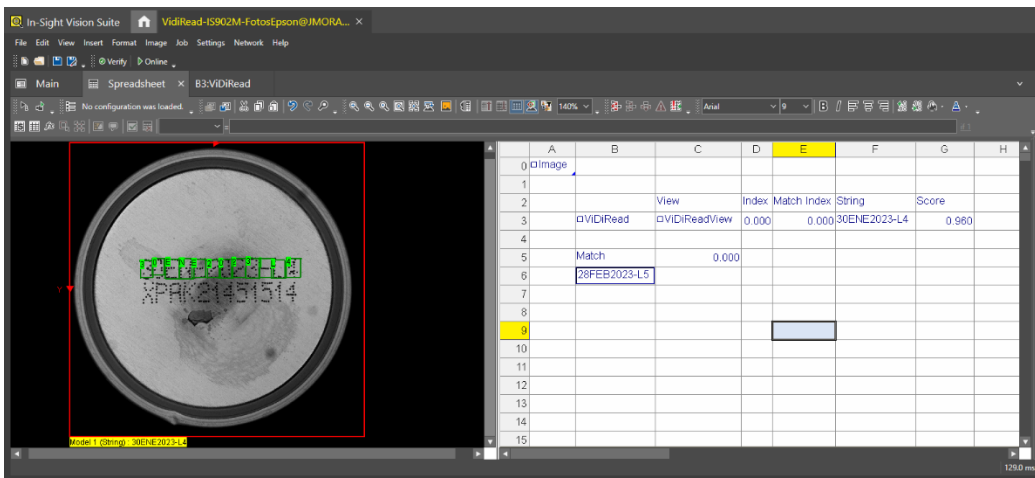 In-Sight Vision Suite VidiRead-IS902M-FotosEpson@JMORA... ×
File Edit View Insert Format Image Job Settings Network Help
Verify Online
Main Spreadsheet × B3:ViDiRead
No configuration was loaded. 140% Arial 9 B I A
=
A B C D E F G H
0 Image
1
2 View Index Match Index String Score
3 ViDiRead ViDiReadView 0.000 0.000 30ENE2023-L4 0.960
4
5 Match 0.000
6 28FEB2023-L5
7
8
9
10
11
12
13
14
15
XPAK21451514
Y
Model 1 (String) : 30ENE2023-L4
129.0 ms